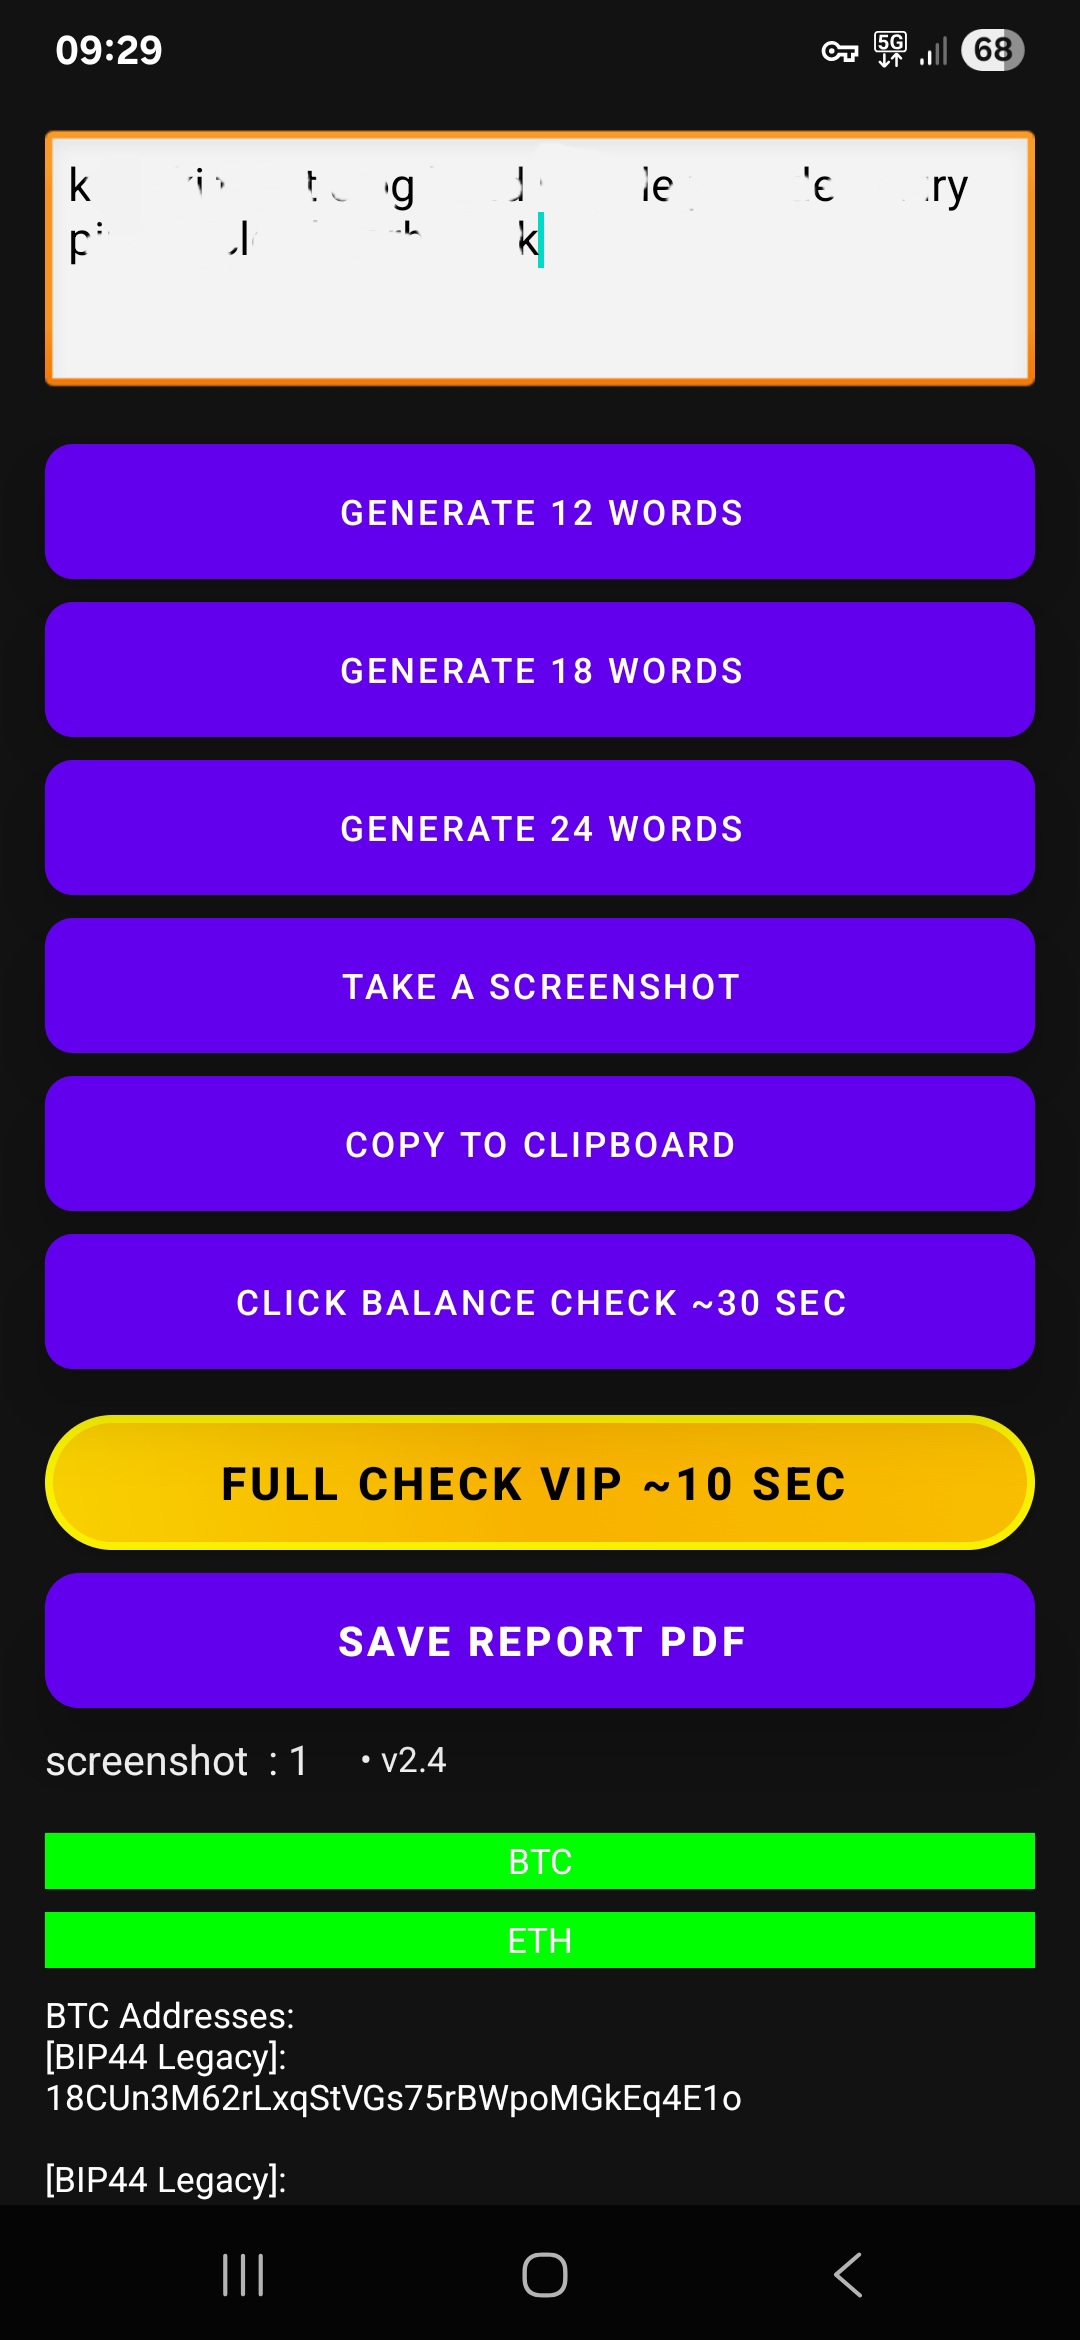 09:29
5G
68
GENERATE 12 WORDS
GENERATE 18 WORDS
GENERATE 24 WORDS
TAKE A SCREENSHOT
COPY TO CLIPBOARD
CLICK BALANCE CHECK ~30 SEC
FULL CHECK VIP ~10 SEC
SAVE REPORT PDF
screenshot : 1 • v2.4
BTC
ETH
BTC Addresses:
[BIP44 Legacy]:
18CUn3M62rLxqStVGs75rBWpoMGkEq4E1o
[BIP44 Legacy]: